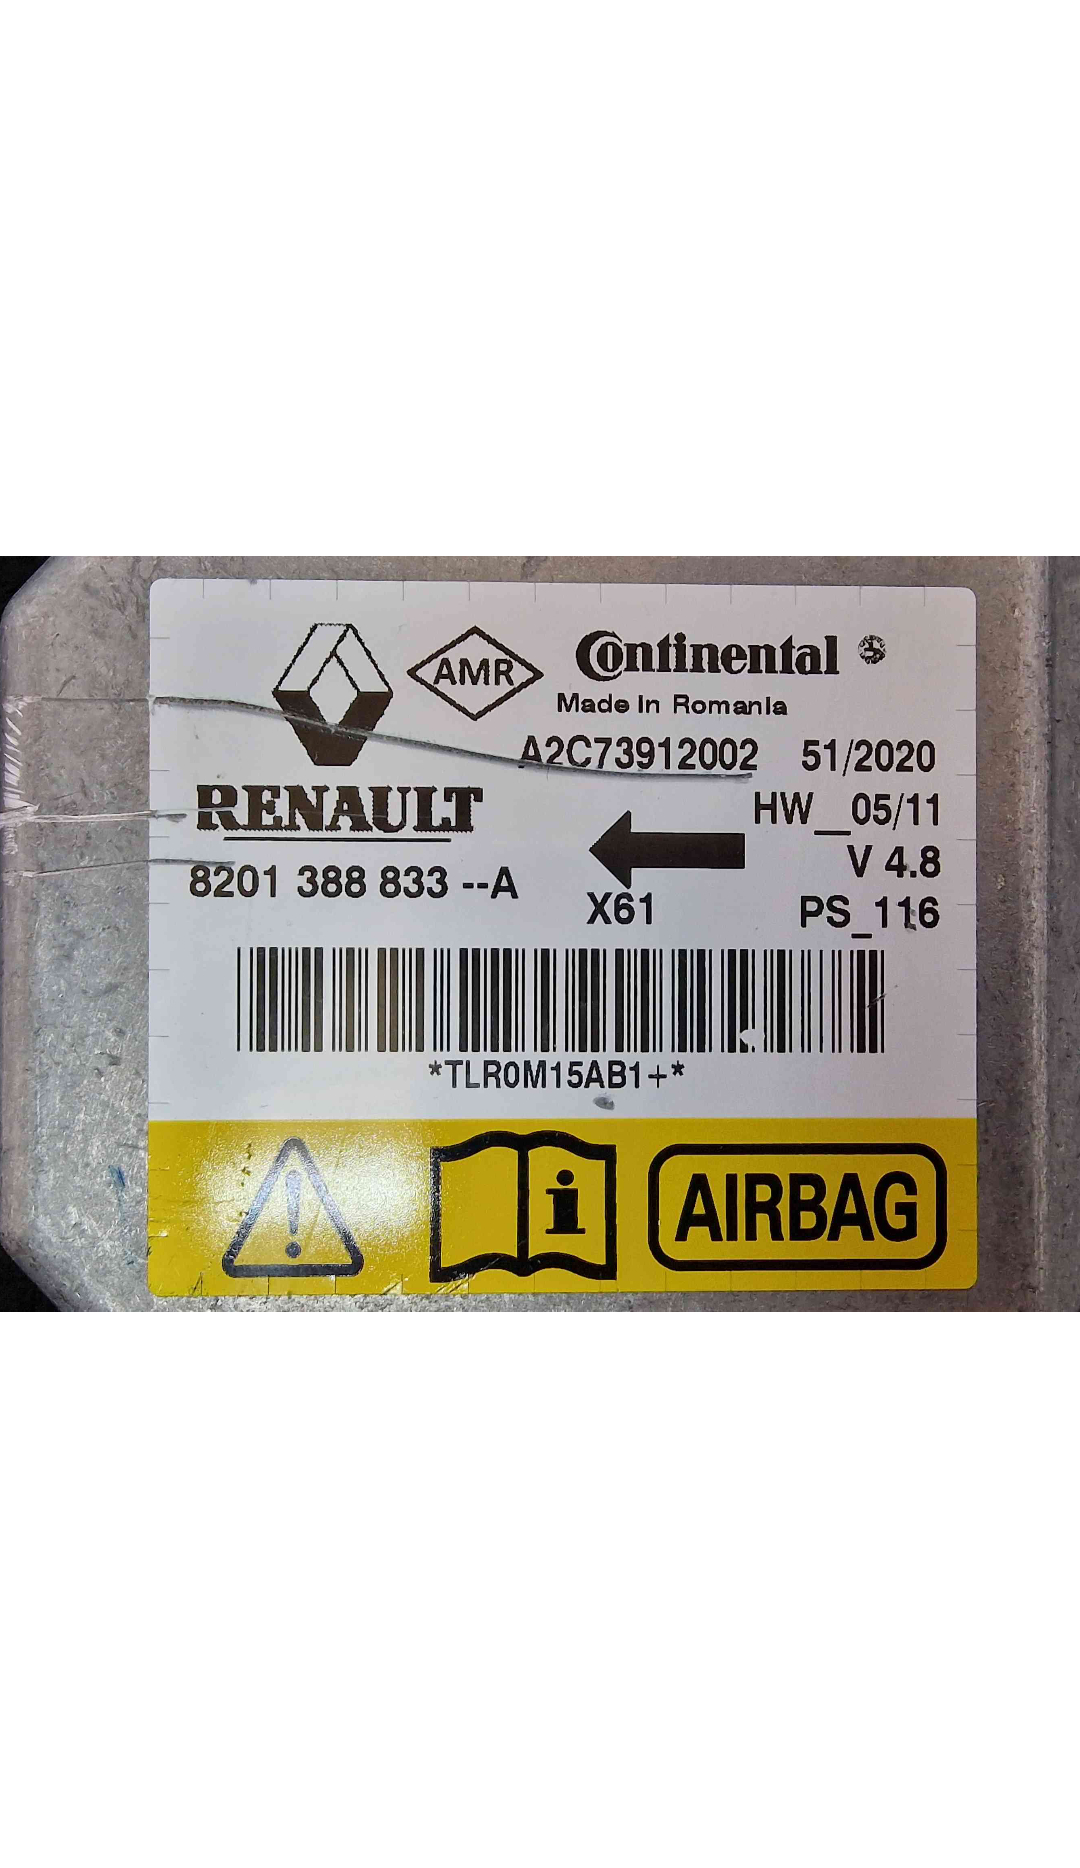 AMR
Continental
Made In Romania
A2C73912002 51/2020
RENAULT
HW__05/11
8201 388 833 --A
V 4.8
X61
PS_116
*TLR0M15AB1+*
i
AIRBAG